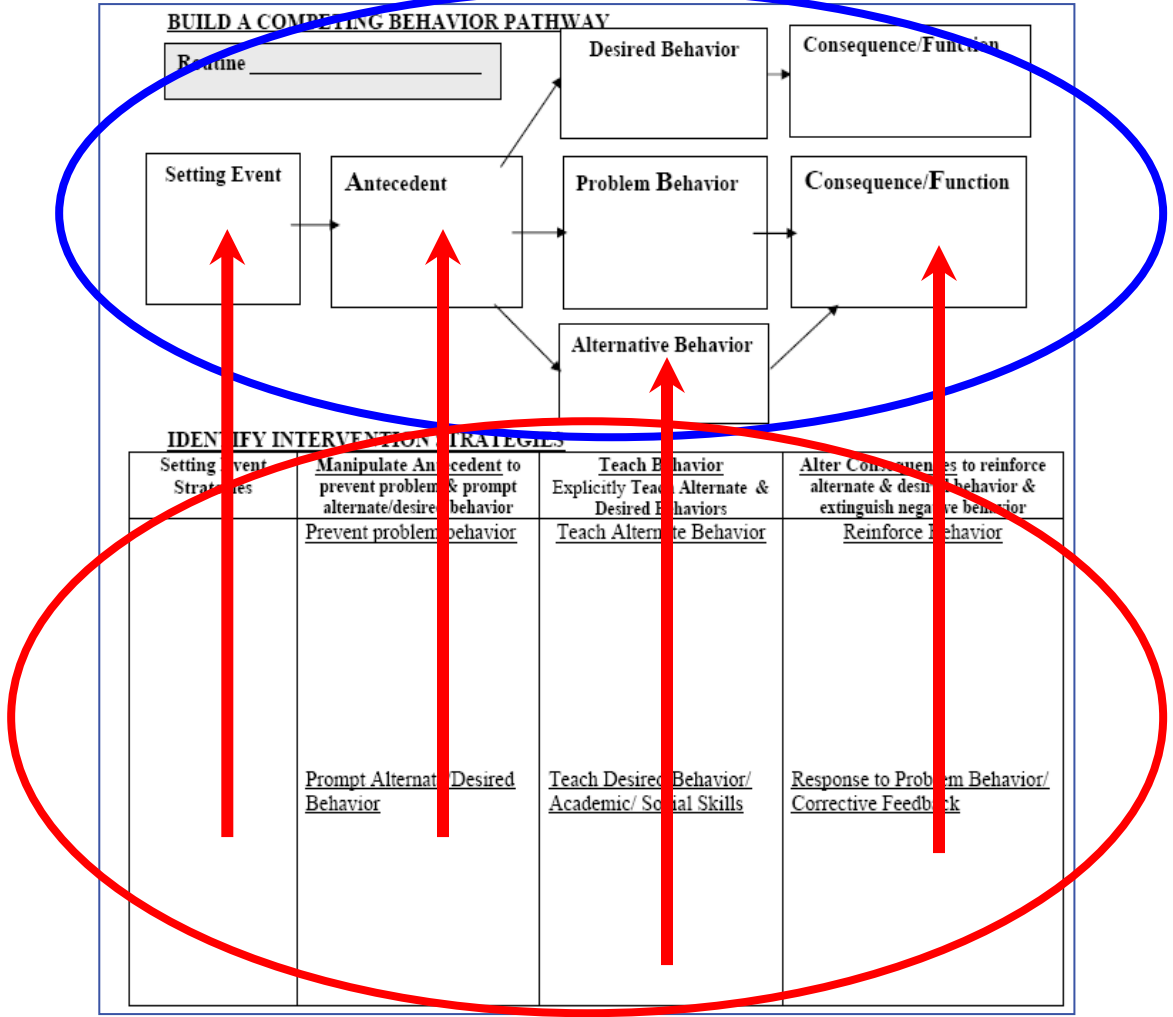 BUILD A COMPETING BEHAVIOR PATHWAY
Routine
Desired Behavior
Consequence/Function
Setting Event
Antecedent
Problem Behavior
Consequence/Function
Alternative Behavior
IDENTIFY INTERVENTION STRATEGIES
Setting Event
Strategies
Manipulate Antecedent to
prevent problem & prompt
alternate/desired behavior
Teach Behavior
Explicitly Teach Alternate &
Desired Behaviors
Alter Consequences to reinforce
alternate & desired behavior &
extinguish negative behavior
Prevent problem behavior
Teach Alternate Behavior
Reinforce Behavior
Prompt Alternate/Desired
Behavior
Teach Desired Behavior/
Academic/ Social Skills
Response to Problem Behavior/
Corrective Feedback